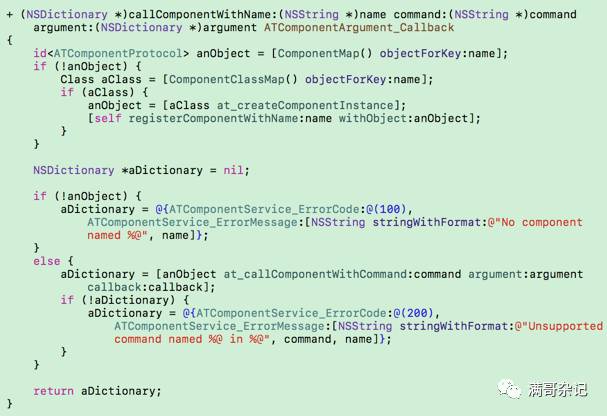 + (NSDictionary *)callComponentWithName:(NSString *)name command:(NSString *)command
argument:(NSDictionary *)argument ATComponentArgument_Callback
{
id<ATComponentProtocol> anObject = [ComponentMap() objectForKey:name];
if (!anObject) {
Class aClass = [ComponentClassMap() objectForKey:name];
if (aClass) {
anObject = [aClass at_createComponentInstance];
[self registerComponentWithName:name withObject:anObject];
}
}
NSDictionary *aDictionary = nil;
if (!anObject) {
aDictionary = @{ATComponentService_ErrorCode:@(100),
ATComponentService_ErrorMessage:[NSString stringWithFormat:@"No component
named %@", name]};
}
else {
aDictionary = [anObject at_callComponentWithCommand:command argument:argument
callback:callback];
if (!aDictionary) {
aDictionary = @{ATComponentService_ErrorCode:@(200),
ATComponentService_ErrorMessage:[NSString stringWithFormat:@"Unsupported
command named %@ in %@", command, name]};
}
}
return aDictionary;
}
满哥杂记